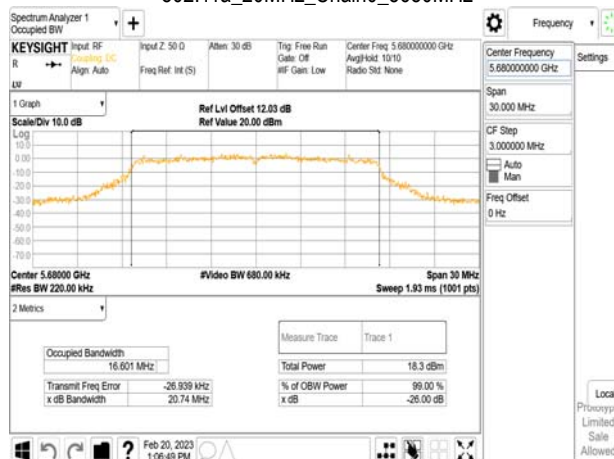 802.11a_20MHz_Chain0_5680MHz
Spectrum Analyzer 1
Occupied BW
Frequency
KEYSIGHT
R
Input: RF
Coupling: DC
Align: Auto
Input Z: 50 Ω
Freq Ref: Int (S)
Atten: 30 dB
Trig: Free Run
Gate: Off
#IF Gain: Low
Center Freq: 5.680000000 GHz
Avg|Hold: 10/10
Radio Std: None
Center Frequency
5.680000000 GHz
Settings
Span
30.000 MHz
CF Step
3.000000 MHz
Auto
Man
Freq Offset
0 Hz
1 Graph
Scale/Div 10.0 dB
Ref Lvl Offset 12.03 dB
Ref Value 20.00 dBm
Log
10.0
0.00
-10.0
-20.0
-30.0
-40.0
-50.0
-60.0
-70.0
Center 5.68000 GHz
#Video BW 680.00 kHz
Span 30 MHz
#Res BW 220.00 kHz
Sweep 1.93 ms (1001 pts)
2 Metrics
Measure Trace
Trace 1
Occupied Bandwidth
16.601 MHz
Total Power
18.3 dBm
Transmit Freq Error
-26.939 kHz
% of OBW Power
99.00 %
x dB Bandwidth
20.74 MHz
x dB
-26.00 dB
Loca
Prototyp
Limited
Sale
Allowed
?
Feb 20, 2023
1:06:49 PM